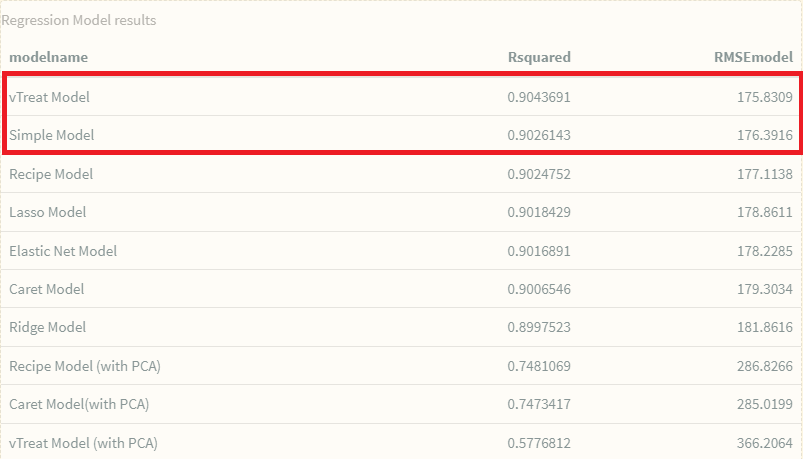 Regression Model results
modelname Rsquared RMSEmodel
vTreat Model 0.9043691 175.8309
Simple Model 0.9026143 176.3916
Recipe Model 0.9024752 177.1138
Lasso Model 0.9018429 178.8611
Elastic Net Model 0.9016891 178.2285
Caret Model 0.9006546 179.3034
Ridge Model 0.8997523 181.8616
Recipe Model (with PCA) 0.7481069 286.8266
Caret Model(with PCA) 0.7473417 285.0199
vTreat Model (with PCA) 0.5776812 366.2064